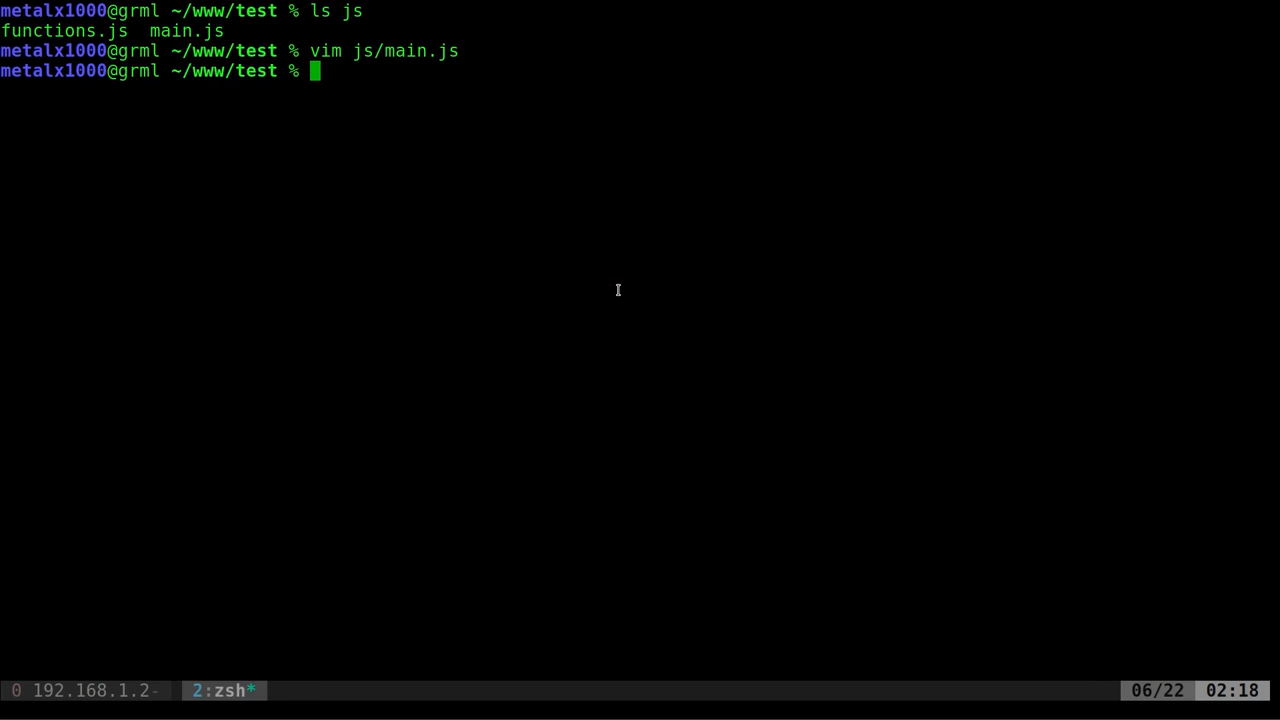 metalx1000@grml ~/www/test % ls js
functions.js  main.js
metalx1000@grml ~/www/test % vim js/main.js
metalx1000@grml ~/www/test %
0 192.168.1.2-  2:zsh*  06/22  02:18